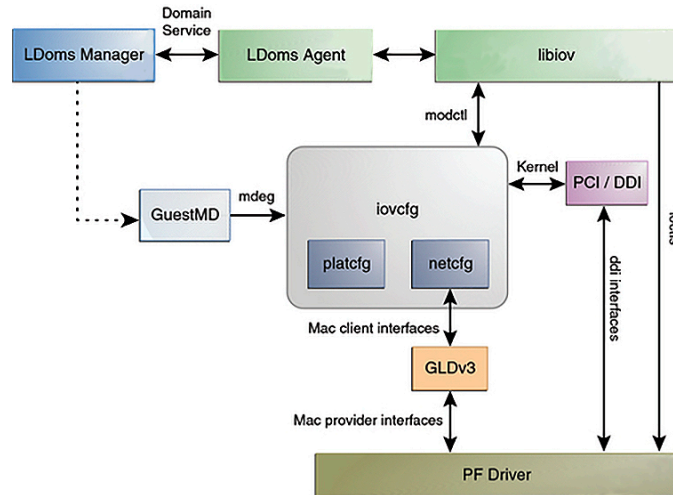 Domain
Service
LDoms Manager
LDoms Agent
libiov
modctl
Kernel
PCI / DDI
mdeg
GuestMD
iovcfg
platcfg
netcfg
ddi interfaces
Mac client interfaces
GLDv3
Mac provider interfaces
PF Driver